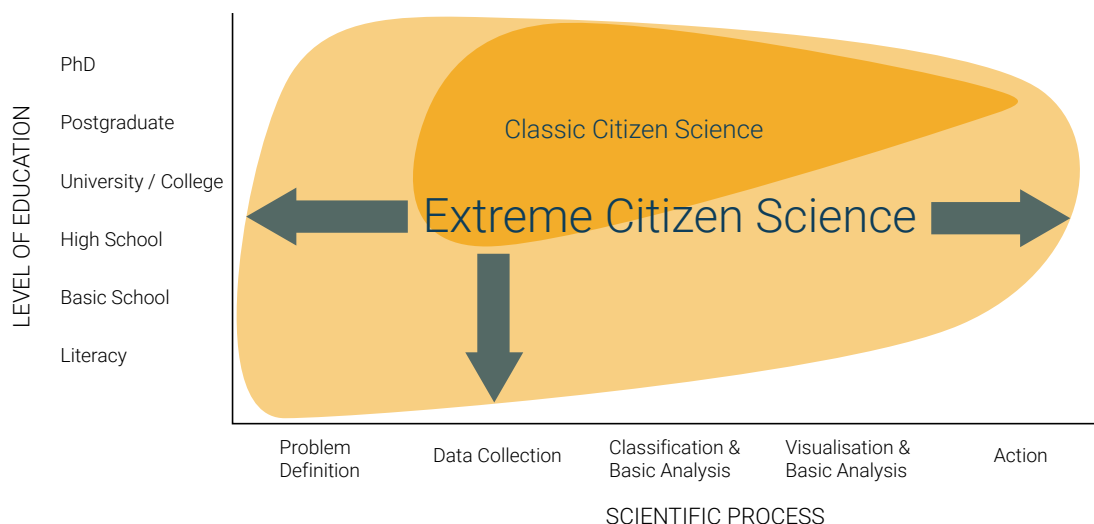 LEVEL OF EDUCATION
PhD
Postgraduate
University / College
High School
Basic School
Literacy
Classic Citizen Science
Extreme Citizen Science
Problem
Definition
Data Collection
Classification &
Basic Analysis
Visualisation &
Basic Analysis
Action
SCIENTIFIC PROCESS